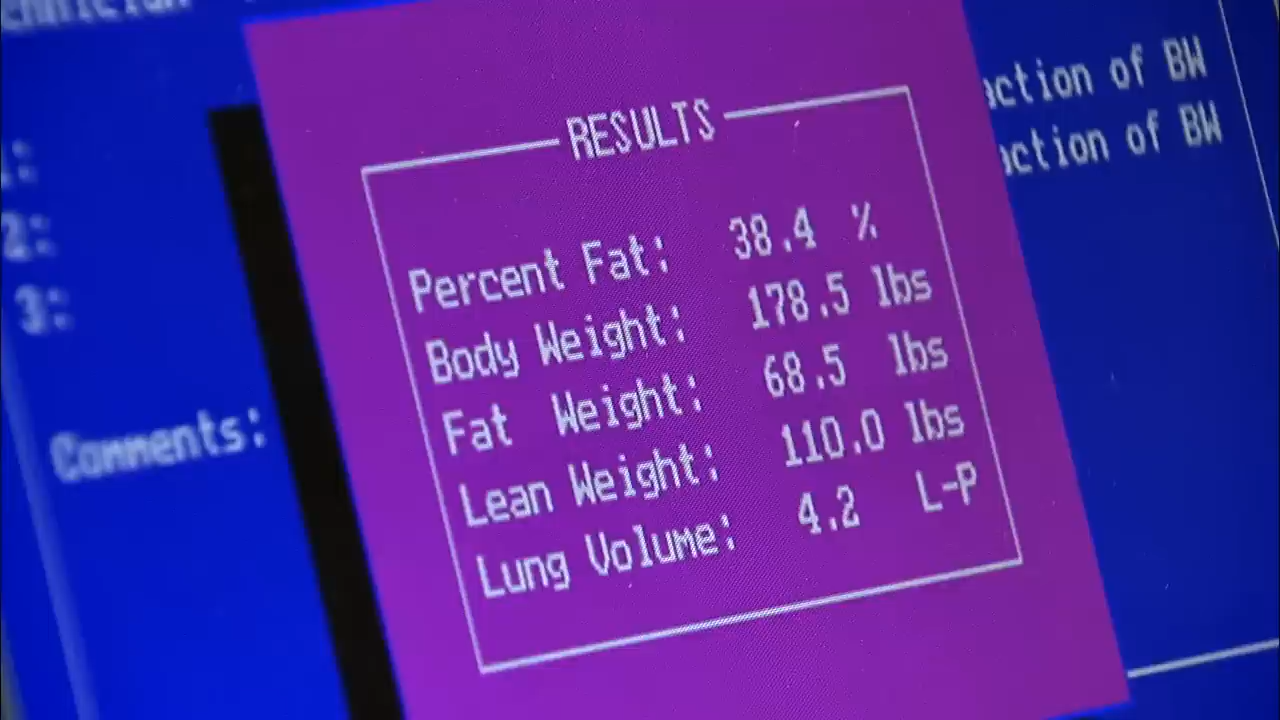 RESULTS
Percent Fat: 38.4 %
Body Weight: 178.5 lbs
Fat Weight: 68.5 lbs
Lean Weight: 110.0 lbs
Lung Volume: 4.2 L-P
action of BW
action of BW
2:
3:
Comments: